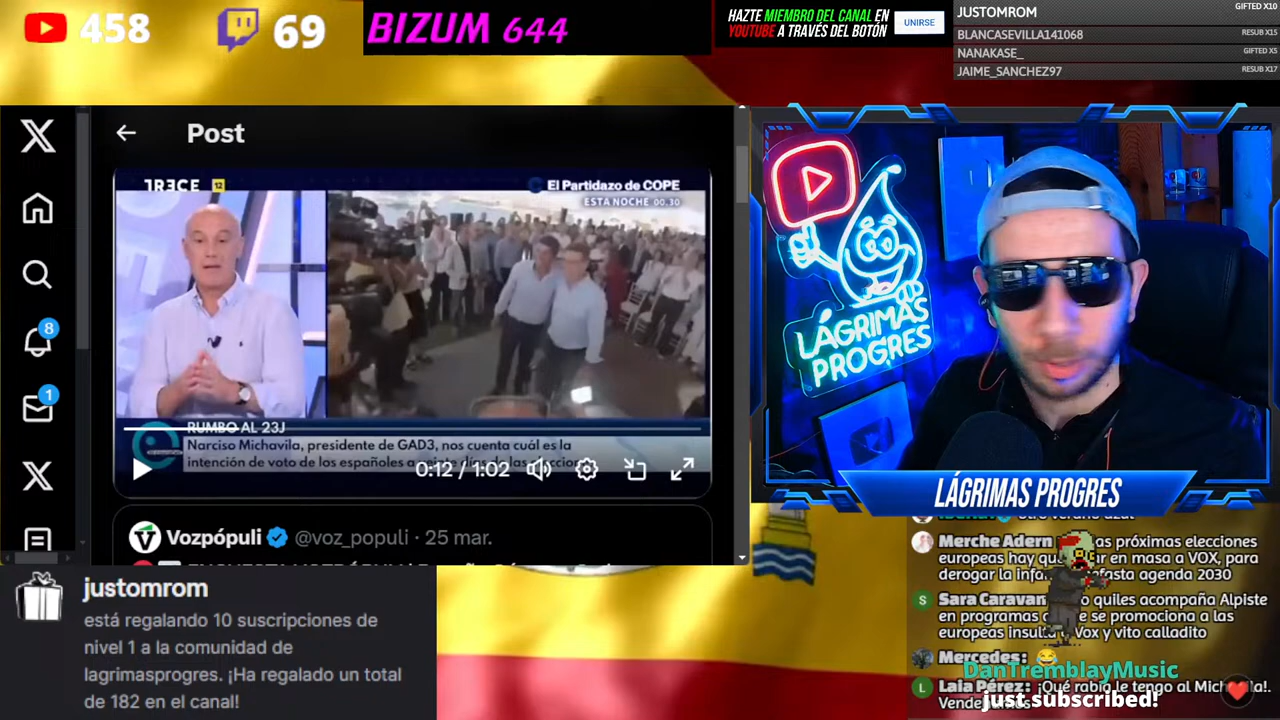 458
69
BIZUM 644
HAZTE MIEMBRO DEL CANAL EN
YOUTUBE A TRAVÉS DEL BOTÓN
UNIRSE
JUSTOMROM
GIFTED X10
BLANCASEVILLA141068
RESUB X15
NANAKASE_
GIFTED X5
JAIME_SANCHEZ97
RESUB X17
Post
8
1
TRECE 12
El Partidazo de COPE
ESTA NOCHE 00.30
RUMBO AL 23J
Narciso Michavila, presidente de GAD3, nos cuenta cuál es la
intención de voto de los españoles a
0:12 / 1:02
Vozpópuli @voz_populi · 25 mar.
LÁGRIMAS
PROGRES
LÁGRIMAS PROGRES
justomrom
está regalando 10 suscripciones de
nivel 1 a la comunidad de
lagrimasprogres. ¡Ha regalado un total
de 182 en el canal!
Merche Adern as próximas elecciones
europeas hay en masa a VOX, para
derogar la agenda 2030
Sara Caravan quiles acompaña Alpiste
en programas se promociona a las
europeas Vox y vito calladito
Mercedes:
DanTremblayMusic
Laia Pérez: ¡Qué rabia le tengo al
just subscribed!